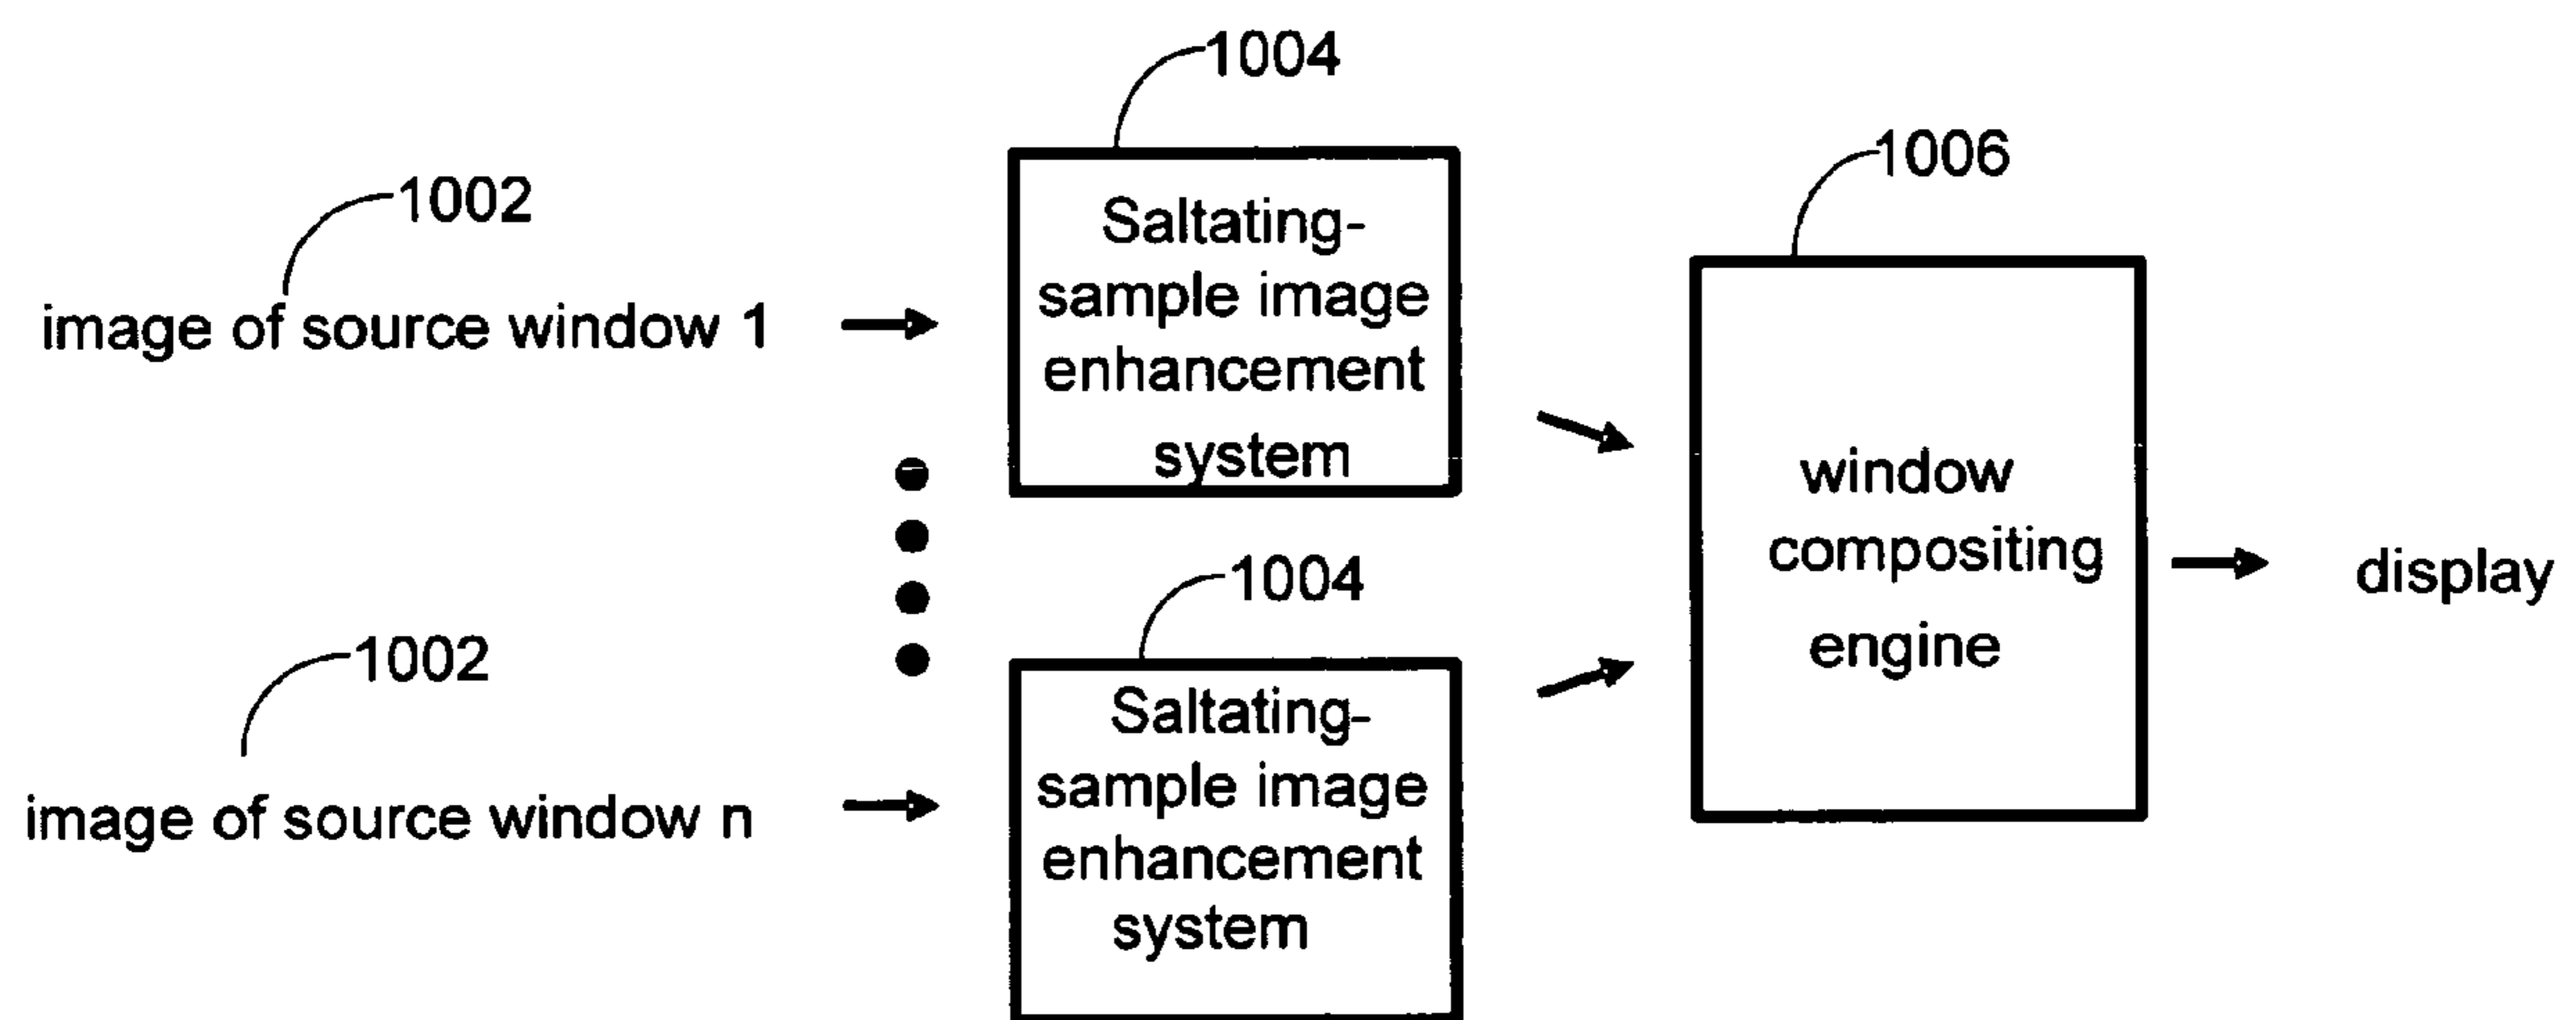 1004
1006
1002
Saltating-
sample image
enhancement
system
image of source window 1
window
compositing
engine
display
1004
1002
Saltating-
sample image
enhancement
system
image of source window n